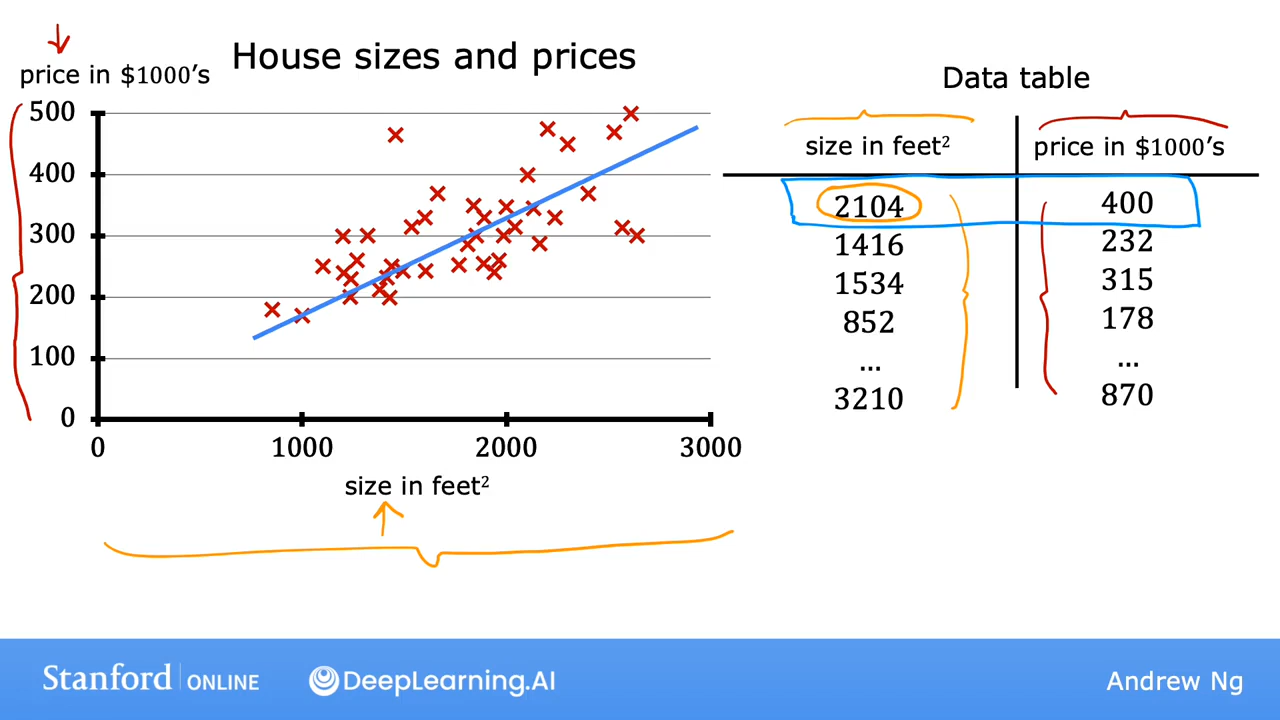 House sizes and prices
price in $1000's
500
400
300
200
100
0
0 1000 2000 3000
size in feet²
Data table
size in feet² price in $1000's
2104 400
1416 232
1534 315
852 178
... ...
3210 870
Stanford ONLINE DeepLearning.AI Andrew Ng